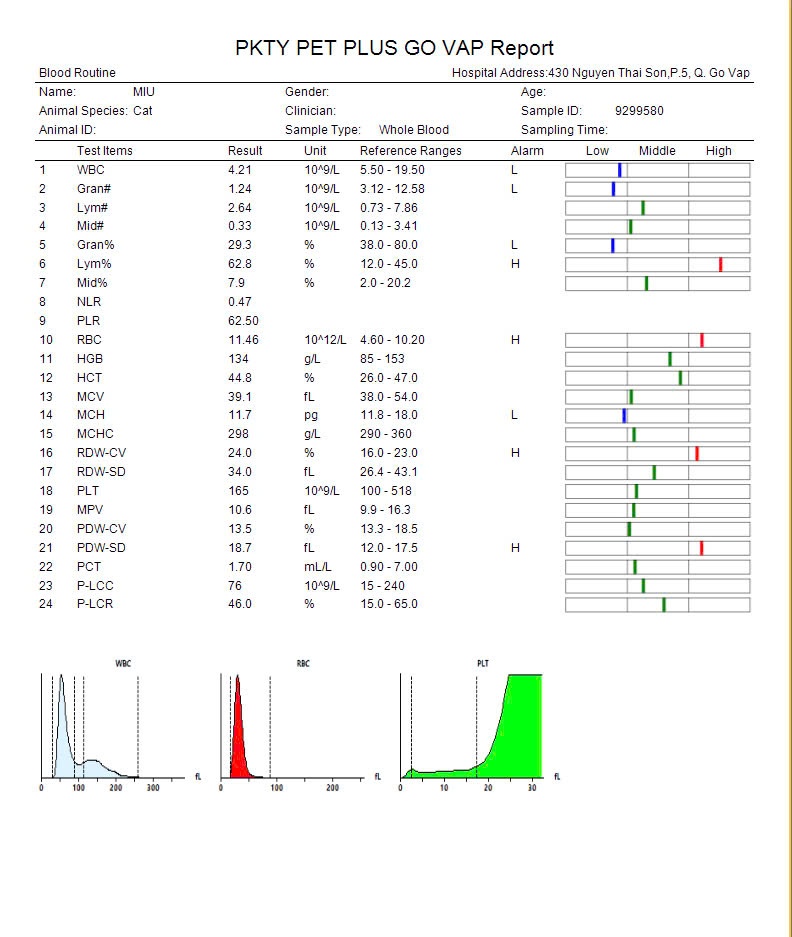 PKTY PET PLUS GO VAP Report
Blood Routine Hospital Address:430 Nguyen Thai Son,P.5, Q. Go Vap
Name: MIU Gender: Age:
Animal Species: Cat Clinician: Sample ID: 9299580
Animal ID: Sample Type: Whole Blood Sampling Time:
Test Items Result Unit Reference Ranges Alarm Low Middle High
1 WBC 4.21 10^9/L 5.50 - 19.50 L
2 Gran# 1.24 10^9/L 3.12 - 12.58 L
3 Lym# 2.64 10^9/L 0.73 - 7.86
4 Mid# 0.33 10^9/L 0.13 - 3.41
5 Gran% 29.3 % 38.0 - 80.0 L
6 Lym% 62.8 % 12.0 - 45.0 H
7 Mid% 7.9 % 2.0 - 20.2
8 NLR 0.47
9 PLR 62.50
10 RBC 11.46 10^12/L 4.60 - 10.20 H
11 HGB 134 g/L 85 - 153
12 HCT 44.8 % 26.0 - 47.0
13 MCV 39.1 fL 38.0 - 54.0
14 MCH 11.7 pg 11.8 - 18.0 L
15 MCHC 298 g/L 290 - 360
16 RDW-CV 24.0 % 16.0 - 23.0 H
17 RDW-SD 34.0 fL 26.4 - 43.1
18 PLT 165 10^9/L 100 - 518
19 MPV 10.6 fL 9.9 - 16.3
20 PDW-CV 13.5 % 13.3 - 18.5
21 PDW-SD 18.7 fL 12.0 - 17.5 H
22 PCT 1.70 mL/L 0.90 - 7.00
23 P-LCC 76 10^9/L 15 - 240
24 P-LCR 46.0 % 15.0 - 65.0
WBC RBC PLT
fL fL fL
0 100 200 300 0 100 200 0 10 20 30